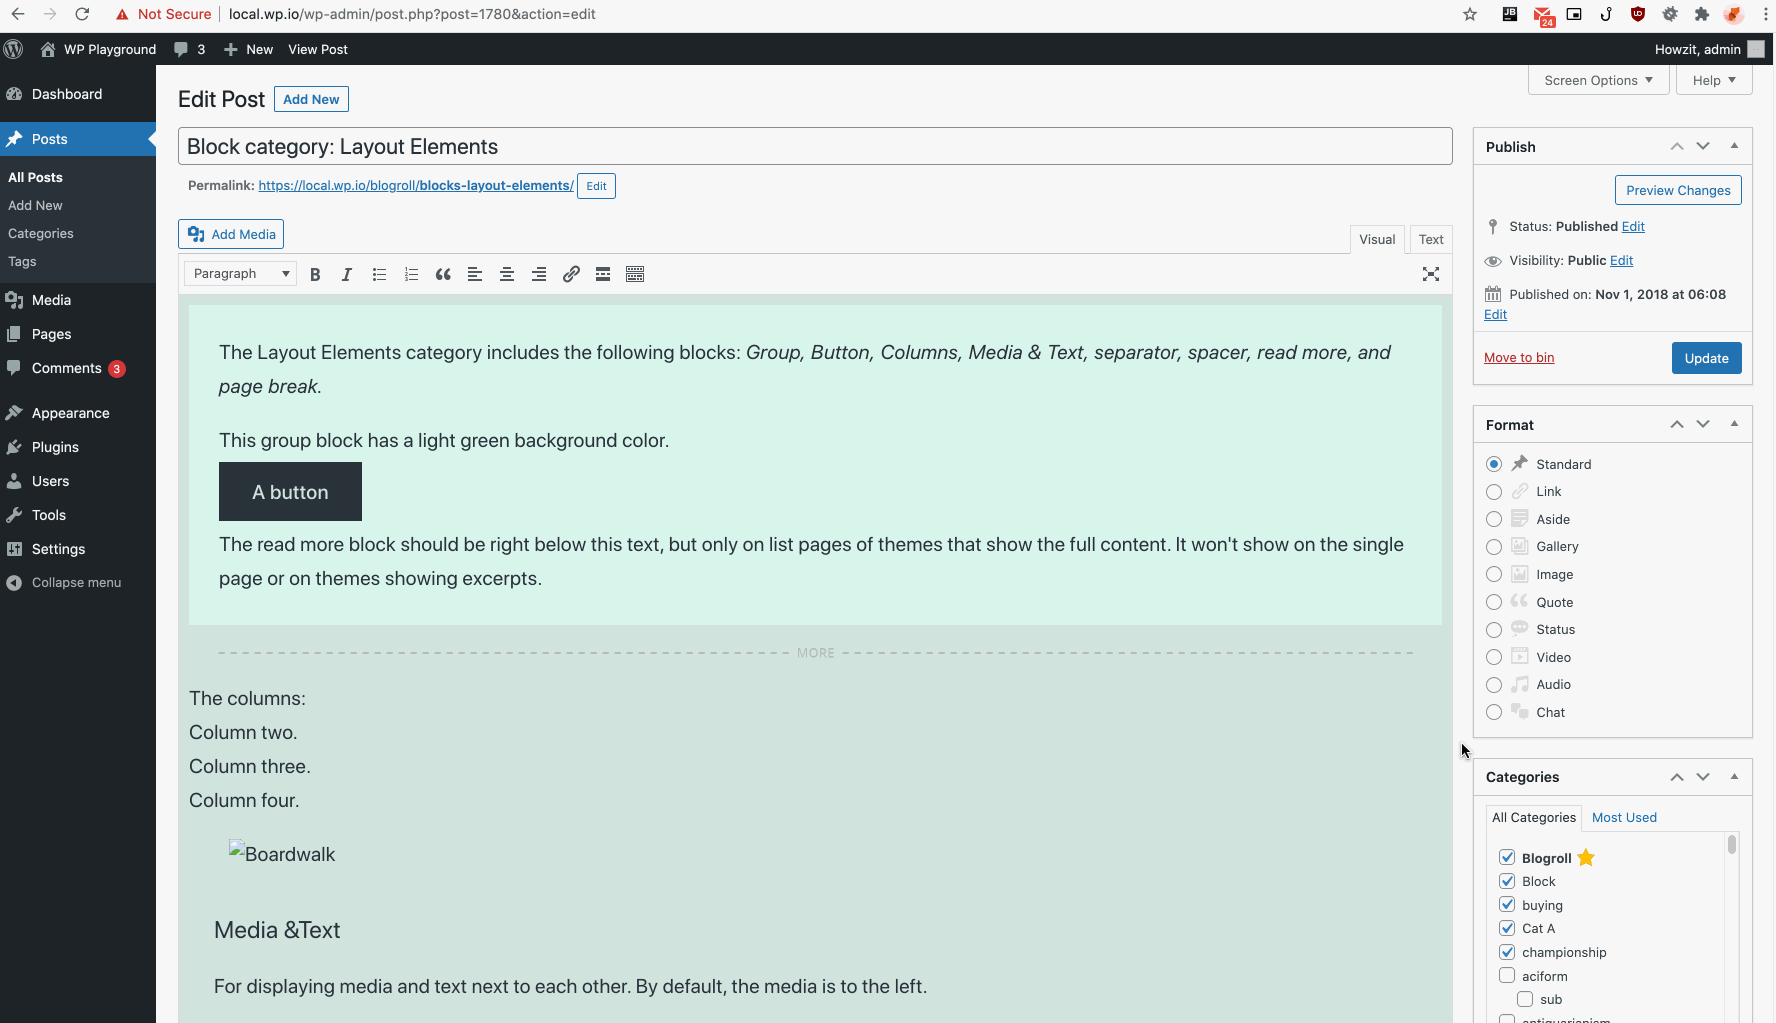 Not Secure local.wp.io/wp-admin/post.php?post=1780&action=edit
JB
24
WP Playground 3 New View Post
Howzit, admin
Screen Options Help
Dashboard
Posts
All Posts
Add New
Categories
Tags
Media
Pages
Comments 3
Appearance
Plugins
Users
Tools
Settings
Collapse menu
Edit Post Add New
Block category: Layout Elements
Permalink: https://local.wp.io/blogroll/blocks-layout-elements/ Edit
Add Media
Visual Text
Paragraph B I
The Layout Elements category includes the following blocks: Group, Button, Columns, Media & Text, separator, spacer, read more, and
page break.
This group block has a light green background color.
A button
The read more block should be right below this text, but only on list pages of themes that show the full content. It won't show on the single
page or on themes showing excerpts.
MORE
The columns:
Column two.
Column three.
Column four.
Boardwalk
Media &Text
For displaying media and text next to each other. By default, the media is to the left.
Publish
Preview Changes
Status: Published Edit
Visibility: Public Edit
Published on: Nov 1, 2018 at 06:08
Edit
Move to bin Update
Format
Standard
Link
Aside
Gallery
Image
Quote
Status
Video
Audio
Chat
Categories
All Categories Most Used
Blogroll
Block
buying
Cat A
championship
aciform
sub